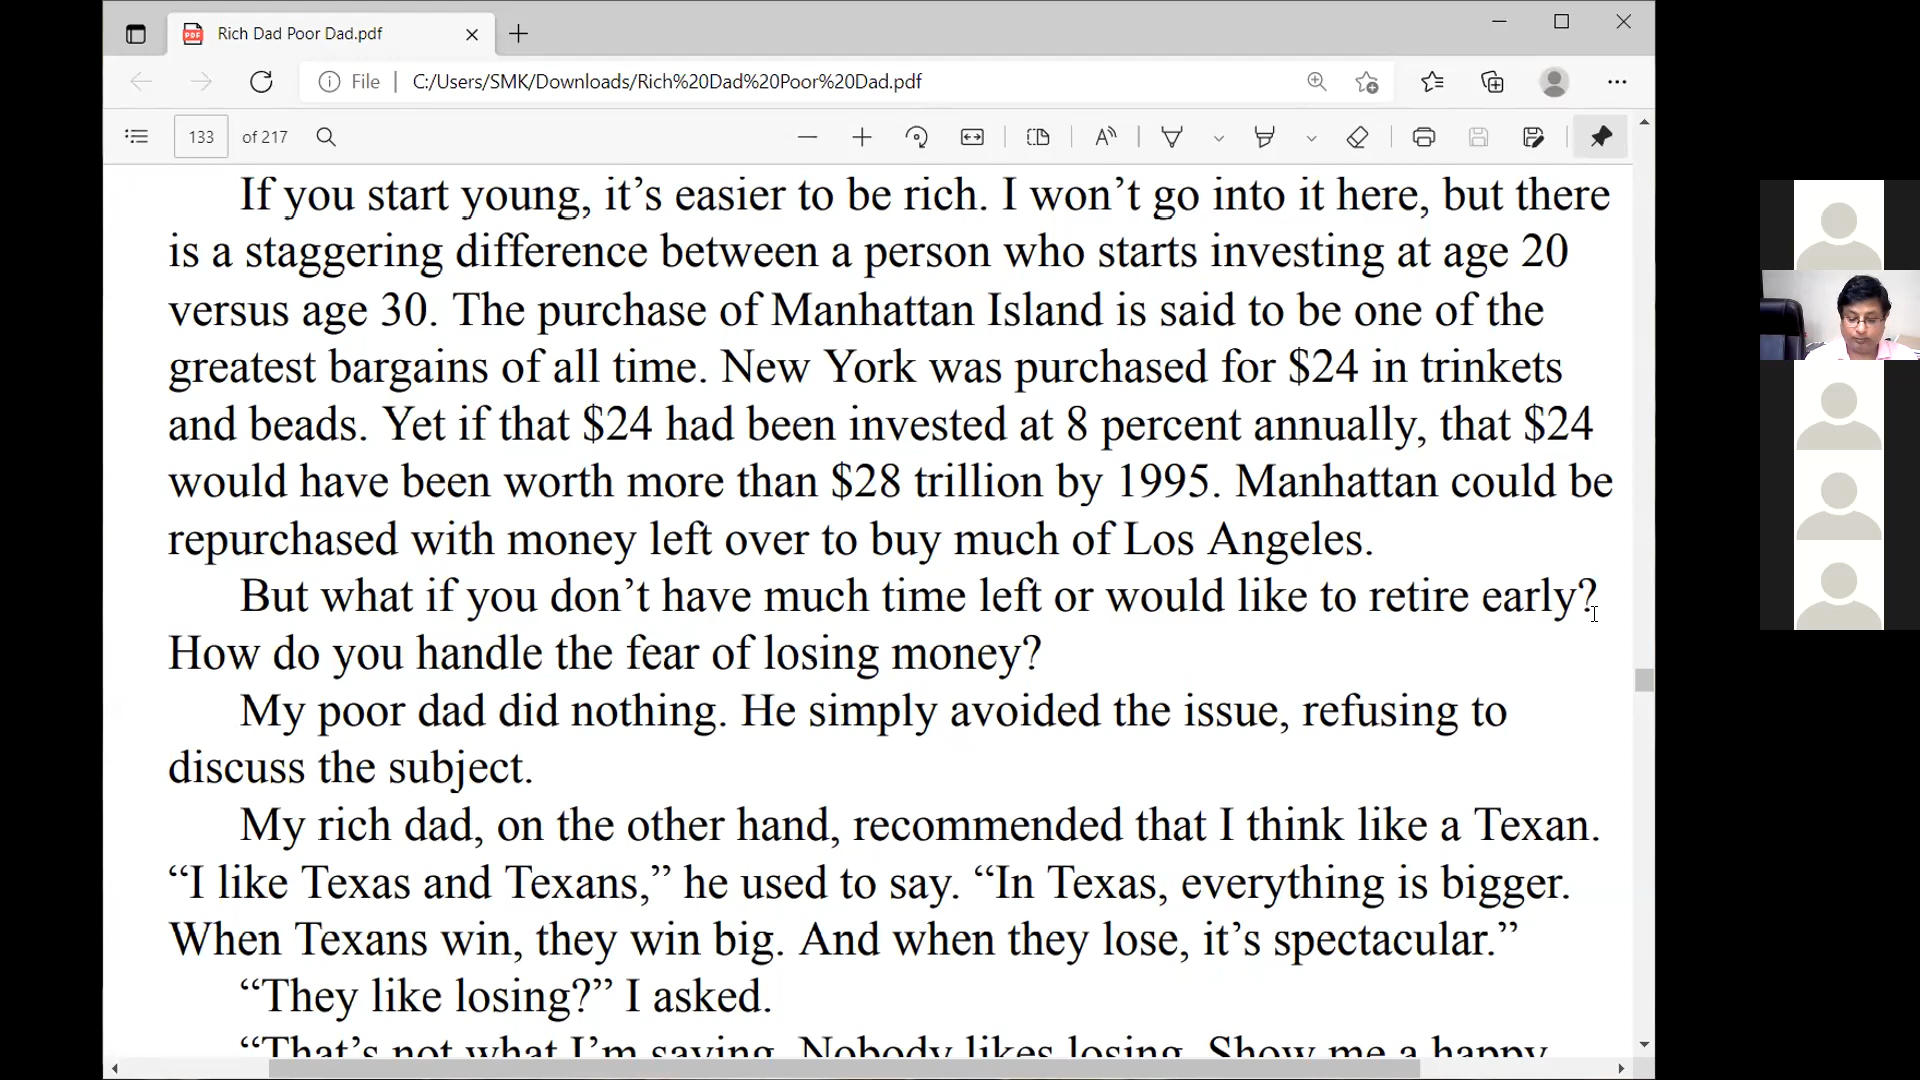 Rich Dad Poor Dad.pdf
File
C:/Users/SMK/Downloads/Rich%20Dad%20Poor%20Dad.pdf
133 of 217
If you start young, it’s easier to be rich. I won’t go into it here, but there
is a staggering difference between a person who starts investing at age 20
versus age 30. The purchase of Manhattan Island is said to be one of the
greatest bargains of all time. New York was purchased for $24 in trinkets
and beads. Yet if that $24 had been invested at 8 percent annually, that $24
would have been worth more than $28 trillion by 1995. Manhattan could be
repurchased with money left over to buy much of Los Angeles.
But what if you don’t have much time left or would like to retire early?
How do you handle the fear of losing money?
My poor dad did nothing. He simply avoided the issue, refusing to
discuss the subject.
My rich dad, on the other hand, recommended that I think like a Texan.
“I like Texas and Texans,” he used to say. “In Texas, everything is bigger.
When Texans win, they win big. And when they lose, it’s spectacular.”
“They like losing?” I asked.
“That’s not what I’m saying. Nobody likes losing. Show me a happy